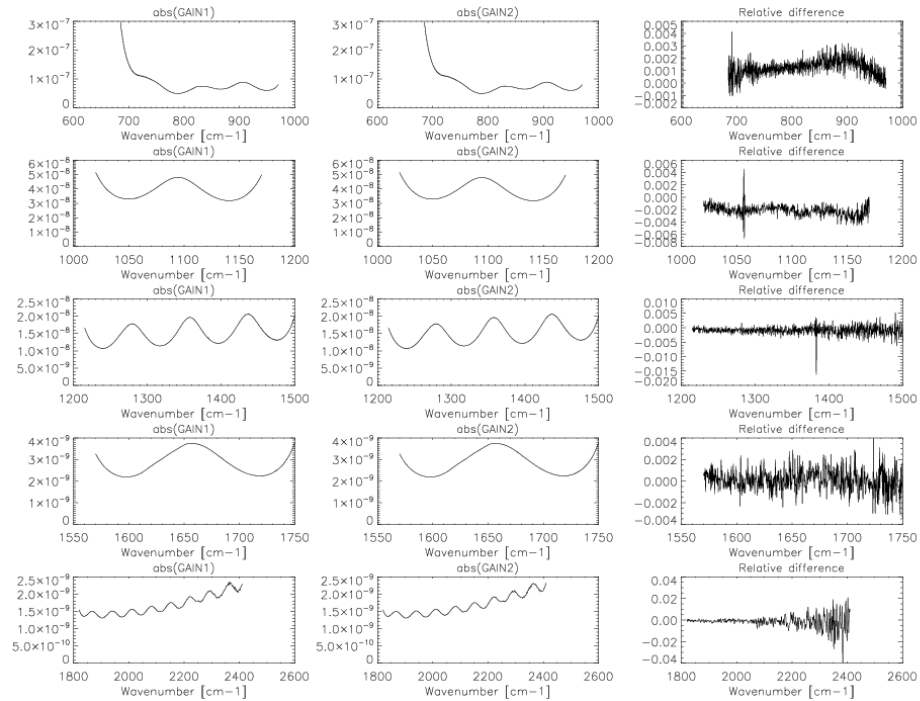 abs(GAIN1)
3×10⁻⁷
2×10⁻⁷
1×10⁻⁷
0
600 700 800 900 1000
Wavenumber [cm−1]
abs(GAIN2)
3×10⁻⁷
2×10⁻⁷
1×10⁻⁷
0
600 700 800 900 1000
Wavenumber [cm−1]
Relative difference
0.005
0.004
0.003
0.002
0.001
0.000
−0.001
−0.002
600 700 800 900 1000
Wavenumber [cm−1]
abs(GAIN1)
6×10⁻⁸
5×10⁻⁸
4×10⁻⁸
3×10⁻⁸
2×10⁻⁸
1×10⁻⁸
0
1000 1050 1100 1150 1200
Wavenumber [cm−1]
abs(GAIN2)
6×10⁻⁸
5×10⁻⁸
4×10⁻⁸
3×10⁻⁸
2×10⁻⁸
1×10⁻⁸
0
1000 1050 1100 1150 1200
Wavenumber [cm−1]
Relative difference
0.006
0.004
0.002
0.000
−0.002
−0.004
−0.006
−0.008
1000 1050 1100 1150 1200
Wavenumber [cm−1]
abs(GAIN1)
2.5×10⁻⁸
2.0×10⁻⁸
1.5×10⁻⁸
1.0×10⁻⁸
5.0×10⁻⁹
0
1200 1300 1400 1500
Wavenumber [cm−1]
abs(GAIN2)
2.5×10⁻⁸
2.0×10⁻⁸
1.5×10⁻⁸
1.0×10⁻⁸
5.0×10⁻⁹
0
1200 1300 1400 1500
Wavenumber [cm−1]
Relative difference
0.010
0.005
0.000
−0.005
−0.010
−0.015
−0.020
1200 1300 1400 1500
Wavenumber [cm−1]
abs(GAIN1)
4×10⁻⁹
3×10⁻⁹
2×10⁻⁹
1×10⁻⁹
0
1550 1600 1650 1700 1750
Wavenumber [cm−1]
abs(GAIN2)
4×10⁻⁹
3×10⁻⁹
2×10⁻⁹
1×10⁻⁹
0
1550 1600 1650 1700 1750
Wavenumber [cm−1]
Relative difference
0.004
0.002
0.000
−0.002
−0.004
1550 1600 1650 1700 1750
Wavenumber [cm−1]
abs(GAIN1)
2.5×10⁻⁹
2.0×10⁻⁹
1.5×10⁻⁹
1.0×10⁻⁹
5.0×10⁻¹⁰
0
1800 2000 2200 2400 2600
Wavenumber [cm−1]
abs(GAIN2)
2.5×10⁻⁹
2.0×10⁻⁹
1.5×10⁻⁹
1.0×10⁻⁹
5.0×10⁻¹⁰
0
1800 2000 2200 2400 2600
Wavenumber [cm−1]
Relative difference
0.04
0.02
0.00
−0.02
−0.04
1800 2000 2200 2400 2600
Wavenumber [cm−1]